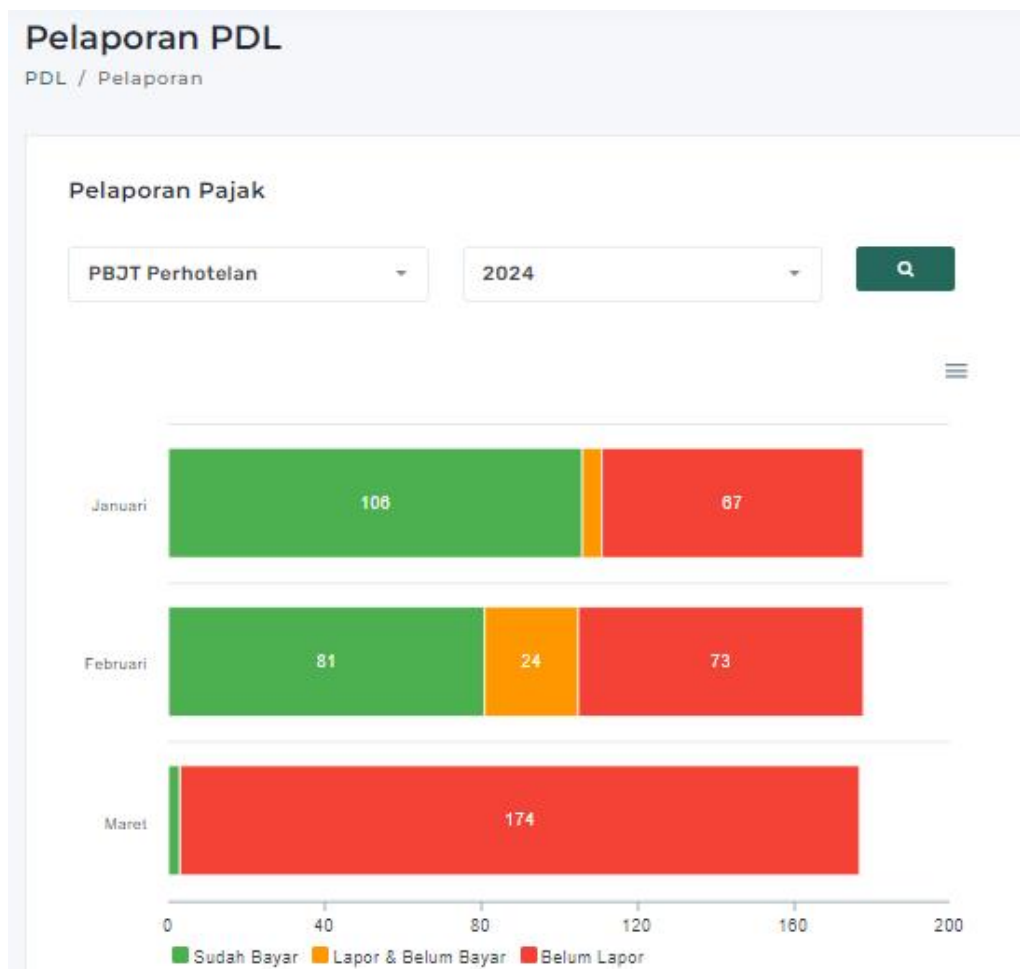 Pelaporan PDL
PDL / Pelaporan
Pelaporan Pajak
PBJT Perhotelan 2024
Januari 106 67
Februari 81 24 73
Maret 174
0 40 80 120 160 200
Sudah Bayar Lapor & Belum Bayar Belum Lapor